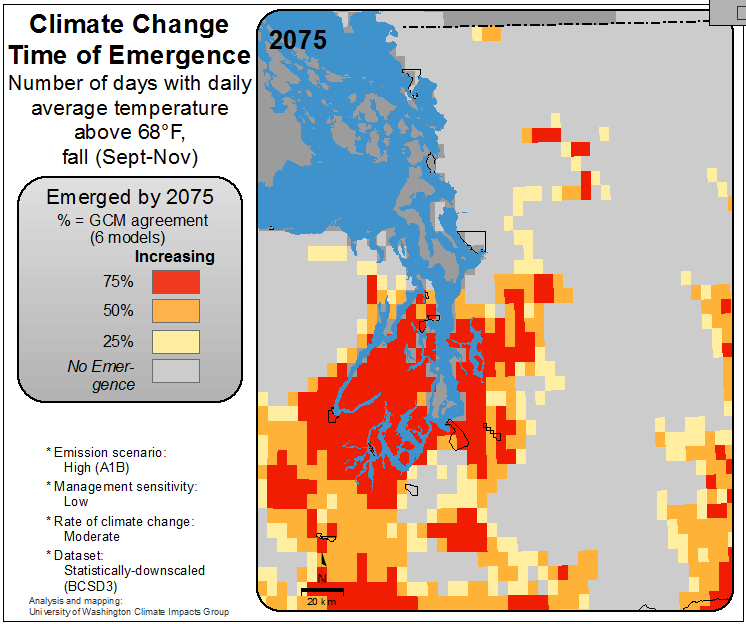 Climate Change
Time of Emergence
Number of days with daily
average temperature
above 68°F,
fall (Sept-Nov)
Emerged by 2075
% = GCM agreement
(6 models)
Increasing
75%
50%
25%
No Emer-
gence
* Emission scenario:
High (A1B)
* Management sensitivity:
Low
* Rate of climate change:
Moderate
* Dataset:
Statistically-downscaled
(BCSD3)
Analysis and mapping:
University of Washington Climate Impacts Group
2075
N
20 km